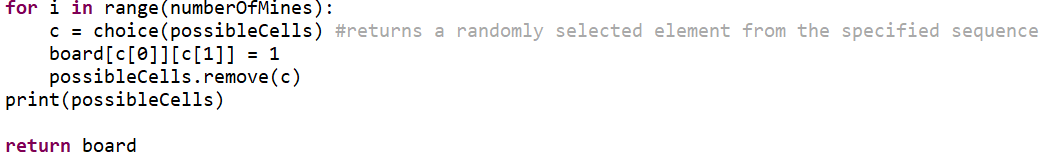 for i in range(numberOfMines):
    c = choice(possibleCells) #returns a randomly selected element from the specified sequence
    board[c[0]][c[1]] = 1
    possibleCells.remove(c)
print(possibleCells)
return board